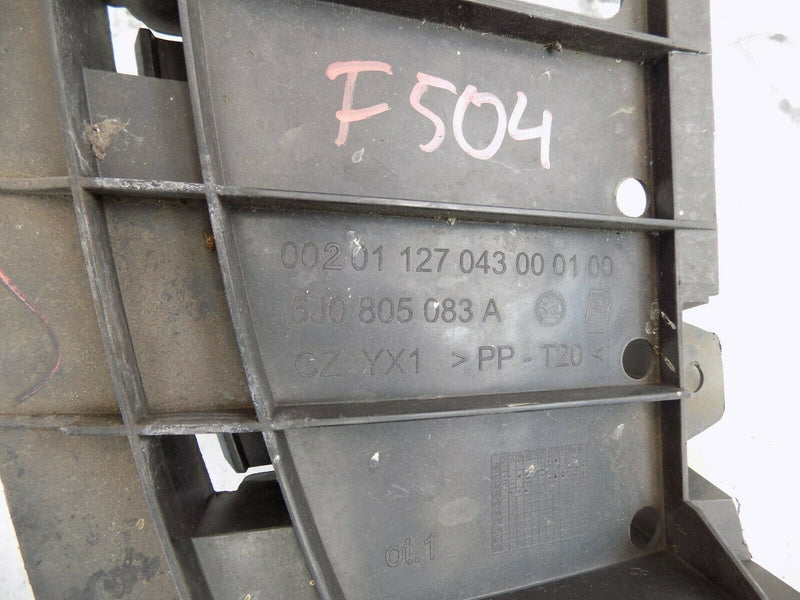 F504
002 01 127 043 00 01 00
5J0 805 083 A
CZ YX1 >PP-T20<
ot.1